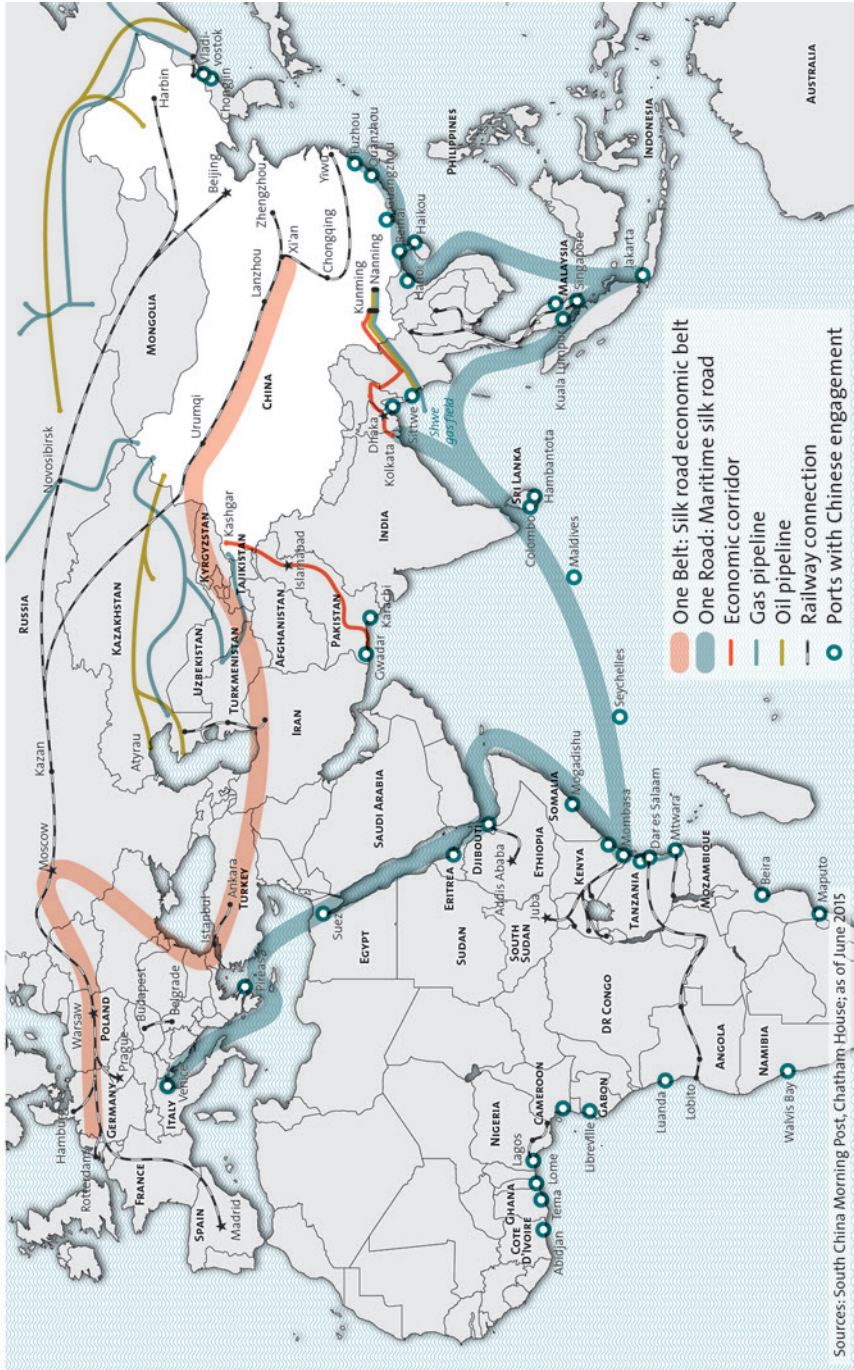 Vladi-
vostok
Chongjin
Harbin
Beijing
MONGOLIA
Novosibirsk
RUSSIA
Kazan
Moscow
Warsaw
POLAND
Hamburg
Rotterdam
GERMANY
Prague
Budapest
Belgrade
FRANCE
SPAIN
Madrid
ITALY
Venice
Pireas
Istanbul
Ankara
TURKEY
Atyrau
KAZAKHSTAN
UZBEKISTAN
TURKMENISTAN
KYRGYZSTAN
TAJIKISTAN
Kashgar
Urumqi
Lanzhou
Xi'an
Zhengzhou
CHINA
Chongqing
Yiwu
Fuzhou
Quanzhou
Guangzhou
Beihai
Haikou
Hanoi
Kunming
Nanning
AFGHANISTAN
Islamabad
PAKISTAN
IRAN
Gwadar
Karachi
INDIA
Dhaka
Kolkata
Sittwe
Shwe
gas field
PHILIPPINES
MALAYSIA
Singapore
Kuala Lumpur
Jakarta
INDONESIA
AUSTRALIA
SRI LANKA
Colombo
Hambantota
Maldives
Seychelles
SAUDI ARABIA
Suez
EGYPT
SUDAN
ERITREA
DJIBOUTI
Addis Ababa
ETHIOPIA
SOMALIA
Mogadishu
SOUTH
SUDAN
Juba
KENYA
Mombasa
TANZANIA
Dar es Salaam
Mtwara
MOZAMBIQUE
Beira
Maputo
DR CONGO
ANGOLA
NAMIBIA
Luanda
Lobito
Walvis Bay
NIGERIA
CAMEROON
GABON
Libreville
Lagos
Lome
GHANA
Tema
COTE
D'IVOIRE
Abidjan
One Belt: Silk road economic belt
One Road: Maritime silk road
Economic corridor
Gas pipeline
Oil pipeline
Railway connection
Ports with Chinese engagement
Sources: South China Morning Post, Chatham House; as of June 2015